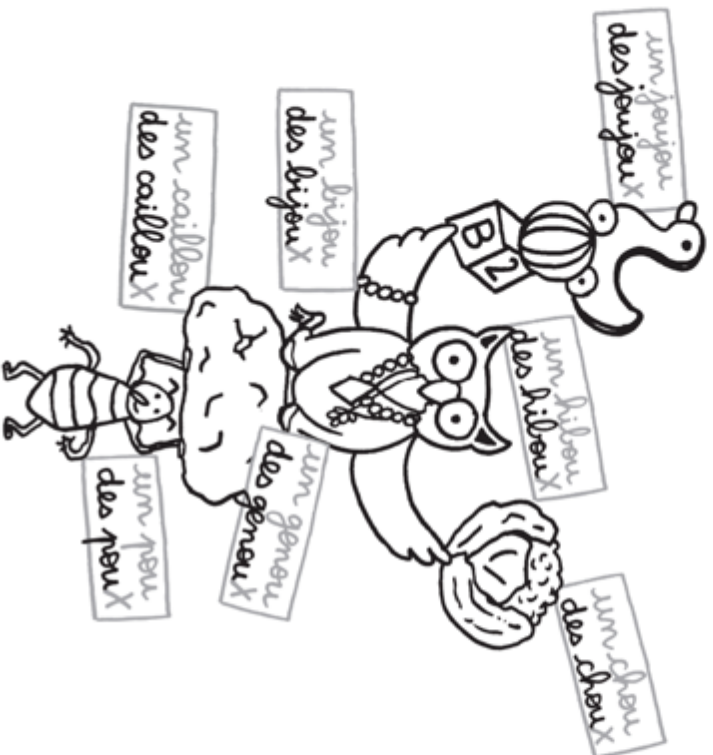 un joujou
des joujoux
un chou
des choux
un hibou
des hiboux
B
2
un bijou
des bijoux
un genou
des genoux
un caillou
des cailloux
un pou
des poux